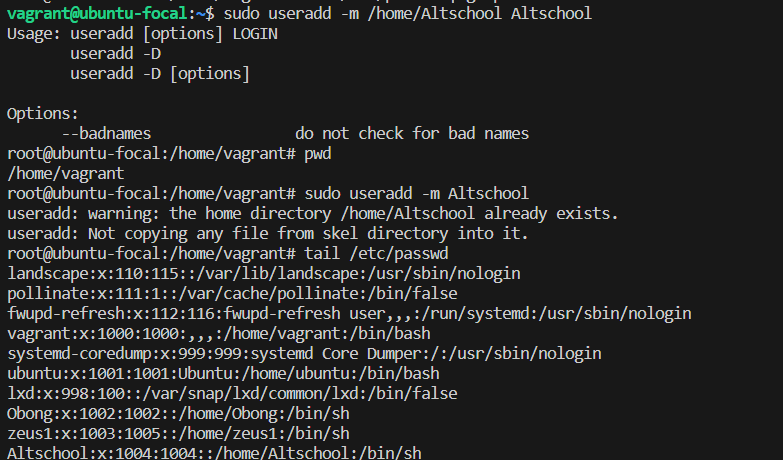 vagrant@ubuntu-focal:~$ sudo useradd -m /home/Altschool Altschool
Usage: useradd [options] LOGIN
       useradd -D
       useradd -D [options]

Options:
      --badnames                do not check for bad names
root@ubuntu-focal:/home/vagrant# pwd
/home/vagrant
root@ubuntu-focal:/home/vagrant# sudo useradd -m Altschool
useradd: warning: the home directory /home/Altschool already exists.
useradd: Not copying any file from skel directory into it.
root@ubuntu-focal:/home/vagrant# tail /etc/passwd
landscape:x:110:115::/var/lib/landscape:/usr/sbin/nologin
pollinate:x:111:1::/var/cache/pollinate:/bin/false
fwupd-refresh:x:112:116:fwupd-refresh user,,,:/run/systemd:/usr/sbin/nologin
vagrant:x:1000:1000:,,,:/home/vagrant:/bin/bash
systemd-coredump:x:999:999:systemd Core Dumper:/:/usr/sbin/nologin
ubuntu:x:1001:1001:Ubuntu:/home/ubuntu:/bin/bash
lxd:x:998:100::/var/snap/lxd/common/lxd:/bin/false
Obong:x:1002:1002::/home/Obong:/bin/sh
zeus1:x:1003:1005::/home/zeus1:/bin/sh
Altschool:x:1004:1004::/home/Altschool:/bin/sh